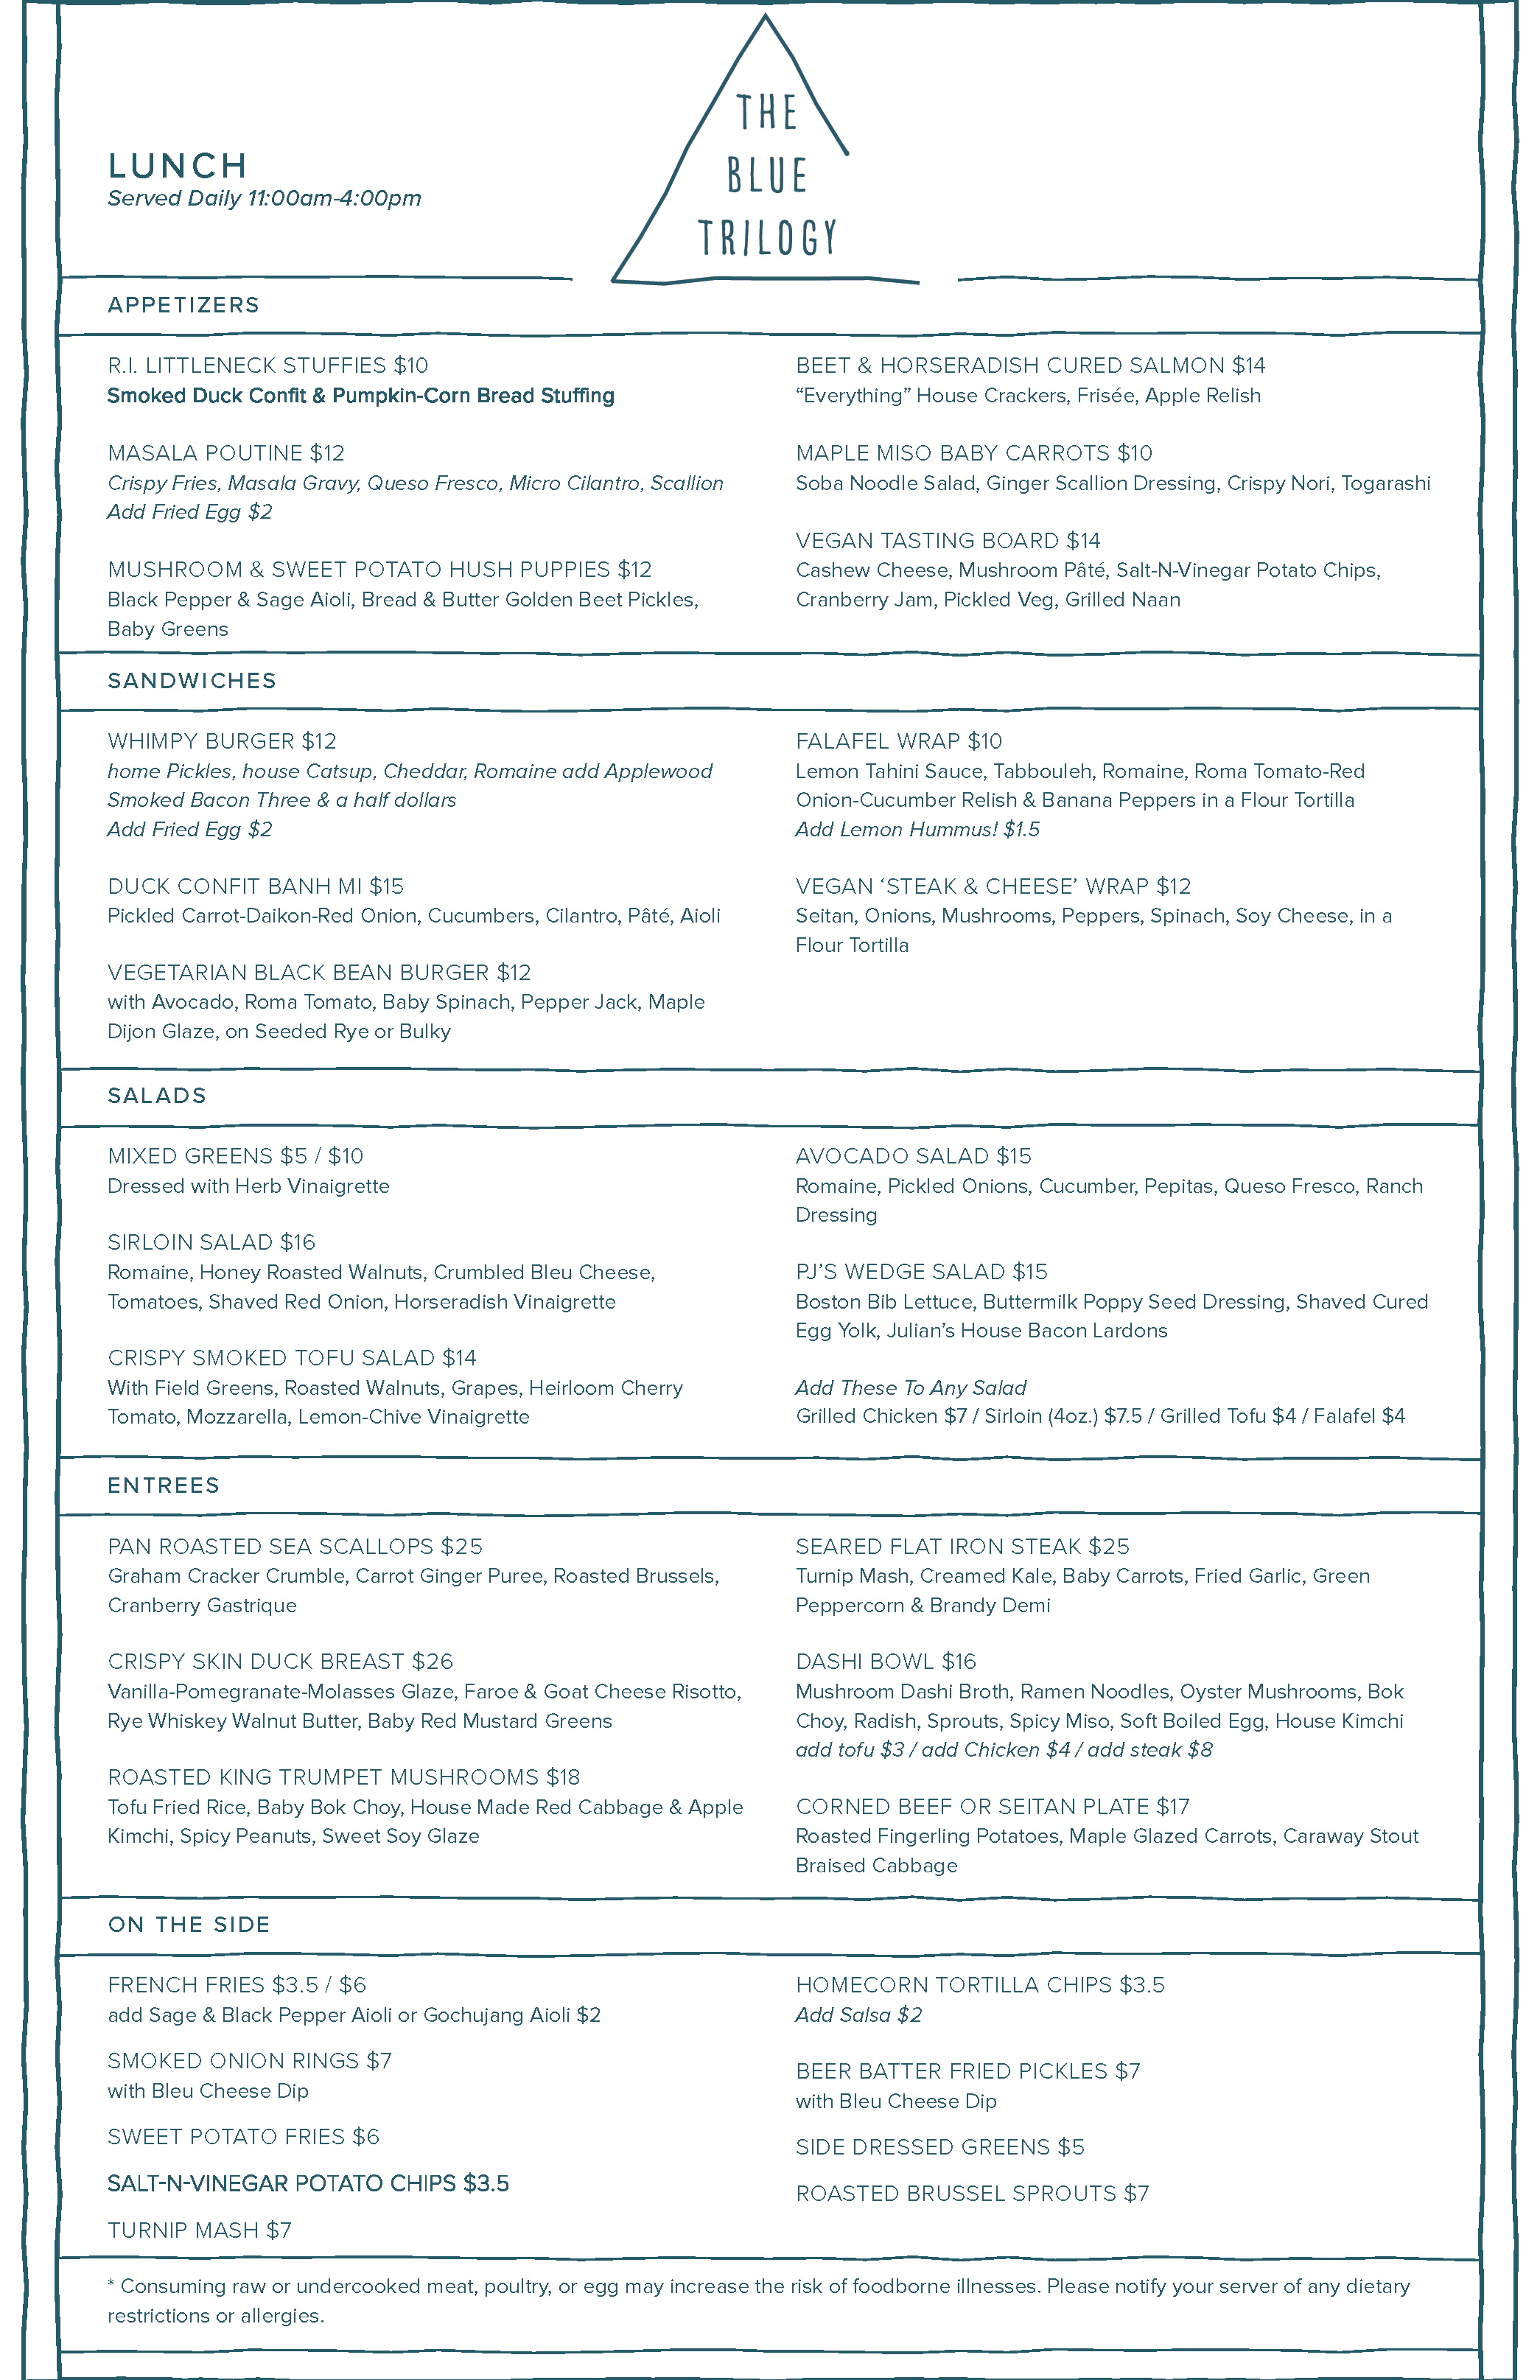 THE
BLUE
TRILOGY
LUNCH
Served Daily 11:00am-4:00pm
APPETIZERS
R.I. LITTLENECK STUFFIES $10
Smoked Duck Confit & Pumpkin-Corn Bread Stuffing
MASALA POUTINE $12
Crispy Fries, Masala Gravy, Queso Fresco, Micro Cilantro, Scallion
Add Fried Egg $2
MUSHROOM & SWEET POTATO HUSH PUPPIES $12
Black Pepper & Sage Aioli, Bread & Butter Golden Beet Pickles,
Baby Greens
BEET & HORSERADISH CURED SALMON $14
“Everything” House Crackers, Frisée, Apple Relish
MAPLE MISO BABY CARROTS $10
Soba Noodle Salad, Ginger Scallion Dressing, Crispy Nori, Togarashi
VEGAN TASTING BOARD $14
Cashew Cheese, Mushroom Pâté, Salt-N-Vinegar Potato Chips,
Cranberry Jam, Pickled Veg, Grilled Naan
SANDWICHES
WHIMPY BURGER $12
home Pickles, house Catsup, Cheddar, Romaine add Applewood
Smoked Bacon Three & a half dollars
Add Fried Egg $2
DUCK CONFIT BANH MI $15
Pickled Carrot-Daikon-Red Onion, Cucumbers, Cilantro, Pâté, Aioli
VEGETARIAN BLACK BEAN BURGER $12
with Avocado, Roma Tomato, Baby Spinach, Pepper Jack, Maple
Dijon Glaze, on Seeded Rye or Bulky
FALAFEL WRAP $10
Lemon Tahini Sauce, Tabbouleh, Romaine, Roma Tomato-Red
Onion-Cucumber Relish & Banana Peppers in a Flour Tortilla
Add Lemon Hummus! $1.5
VEGAN ‘STEAK & CHEESE’ WRAP $12
Seitan, Onions, Mushrooms, Peppers, Spinach, Soy Cheese, in a
Flour Tortilla
SALADS
MIXED GREENS $5 / $10
Dressed with Herb Vinaigrette
SIRLOIN SALAD $16
Romaine, Honey Roasted Walnuts, Crumbled Bleu Cheese,
Tomatoes, Shaved Red Onion, Horseradish Vinaigrette
CRISPY SMOKED TOFU SALAD $14
With Field Greens, Roasted Walnuts, Grapes, Heirloom Cherry
Tomato, Mozzarella, Lemon-Chive Vinaigrette
AVOCADO SALAD $15
Romaine, Pickled Onions, Cucumber, Pepitas, Queso Fresco, Ranch
Dressing
PJ’S WEDGE SALAD $15
Boston Bib Lettuce, Buttermilk Poppy Seed Dressing, Shaved Cured
Egg Yolk, Julian’s House Bacon Lardons
Add These To Any Salad
Grilled Chicken $7 / Sirloin (4oz.) $7.5 / Grilled Tofu $4 / Falafel $4
ENTREES
PAN ROASTED SEA SCALLOPS $25
Graham Cracker Crumble, Carrot Ginger Puree, Roasted Brussels,
Cranberry Gastrique
CRISPY SKIN DUCK BREAST $26
Vanilla-Pomegranate-Molasses Glaze, Faroe & Goat Cheese Risotto,
Rye Whiskey Walnut Butter, Baby Red Mustard Greens
ROASTED KING TRUMPET MUSHROOMS $18
Tofu Fried Rice, Baby Bok Choy, House Made Red Cabbage & Apple
Kimchi, Spicy Peanuts, Sweet Soy Glaze
SEARED FLAT IRON STEAK $25
Turnip Mash, Creamed Kale, Baby Carrots, Fried Garlic, Green
Peppercorn & Brandy Demi
DASHI BOWL $16
Mushroom Dashi Broth, Ramen Noodles, Oyster Mushrooms, Bok
Choy, Radish, Sprouts, Spicy Miso, Soft Boiled Egg, House Kimchi
add tofu $3 / add Chicken $4 / add steak $8
CORNED BEEF OR SEITAN PLATE $17
Roasted Fingerling Potatoes, Maple Glazed Carrots, Caraway Stout
Braised Cabbage
ON THE SIDE
FRENCH FRIES $3.5 / $6
add Sage & Black Pepper Aioli or Gochujang Aioli $2
SMOKED ONION RINGS $7
with Bleu Cheese Dip
SWEET POTATO FRIES $6
SALT-N-VINEGAR POTATO CHIPS $3.5
TURNIP MASH $7
HOMECORN TORTILLA CHIPS $3.5
Add Salsa $2
BEER BATTER FRIED PICKLES $7
with Bleu Cheese Dip
SIDE DRESSED GREENS $5
ROASTED BRUSSEL SPROUTS $7
* Consuming raw or undercooked meat, poultry, or egg may increase the risk of foodborne illnesses. Please notify your server of any dietary
restrictions or allergies.